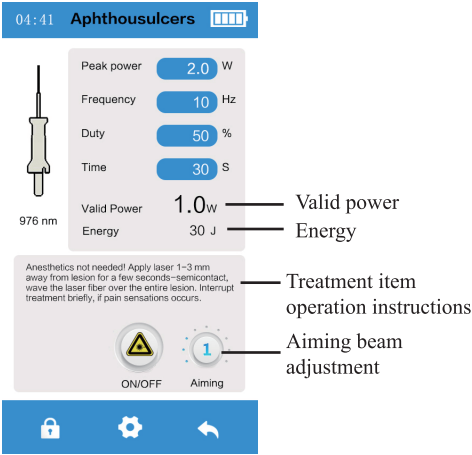 04:41 Aphthousulcers
Peak power 2.0 W
Frequency 10 Hz
Duty 50 %
Time 30 S
Valid Power 1.0w
Energy 30 J
976 nm
Valid power
Energy
Anesthetics not needed! Apply laser 1-3 mm
away from lesion for a few seconds-semicontact,
wave the laser fiber over the entire lesion. Interrupt
treatment briefly, if pain sensations occurs.
Treatment item
operation instructions
1
ON/OFF Aiming
Aiming beam
adjustment